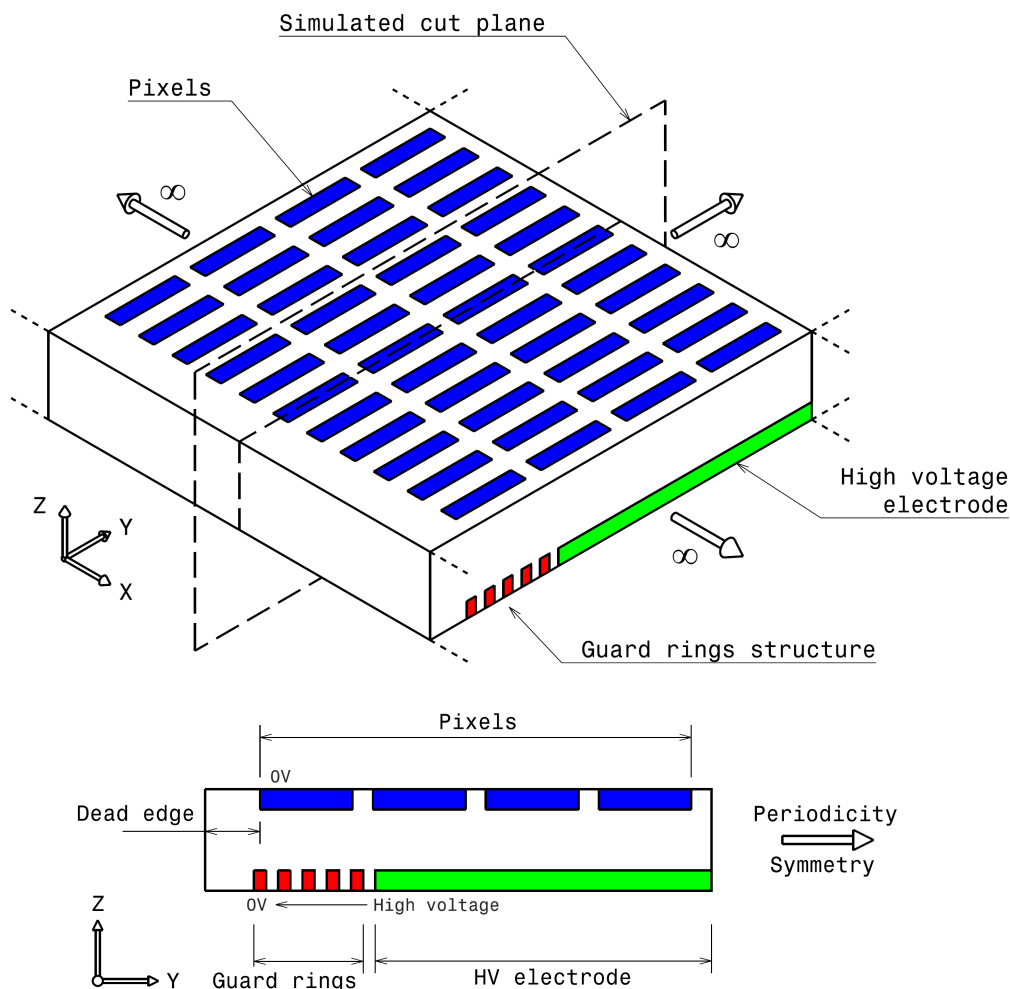 Simulated cut plane
Pixels
∞
∞
High voltage
electrode
Z
Y
X
∞
Guard rings structure
Pixels
0V
Dead edge
Periodicity
Symmetry
0V
High voltage
Z
Y
Guard rings
HV electrode